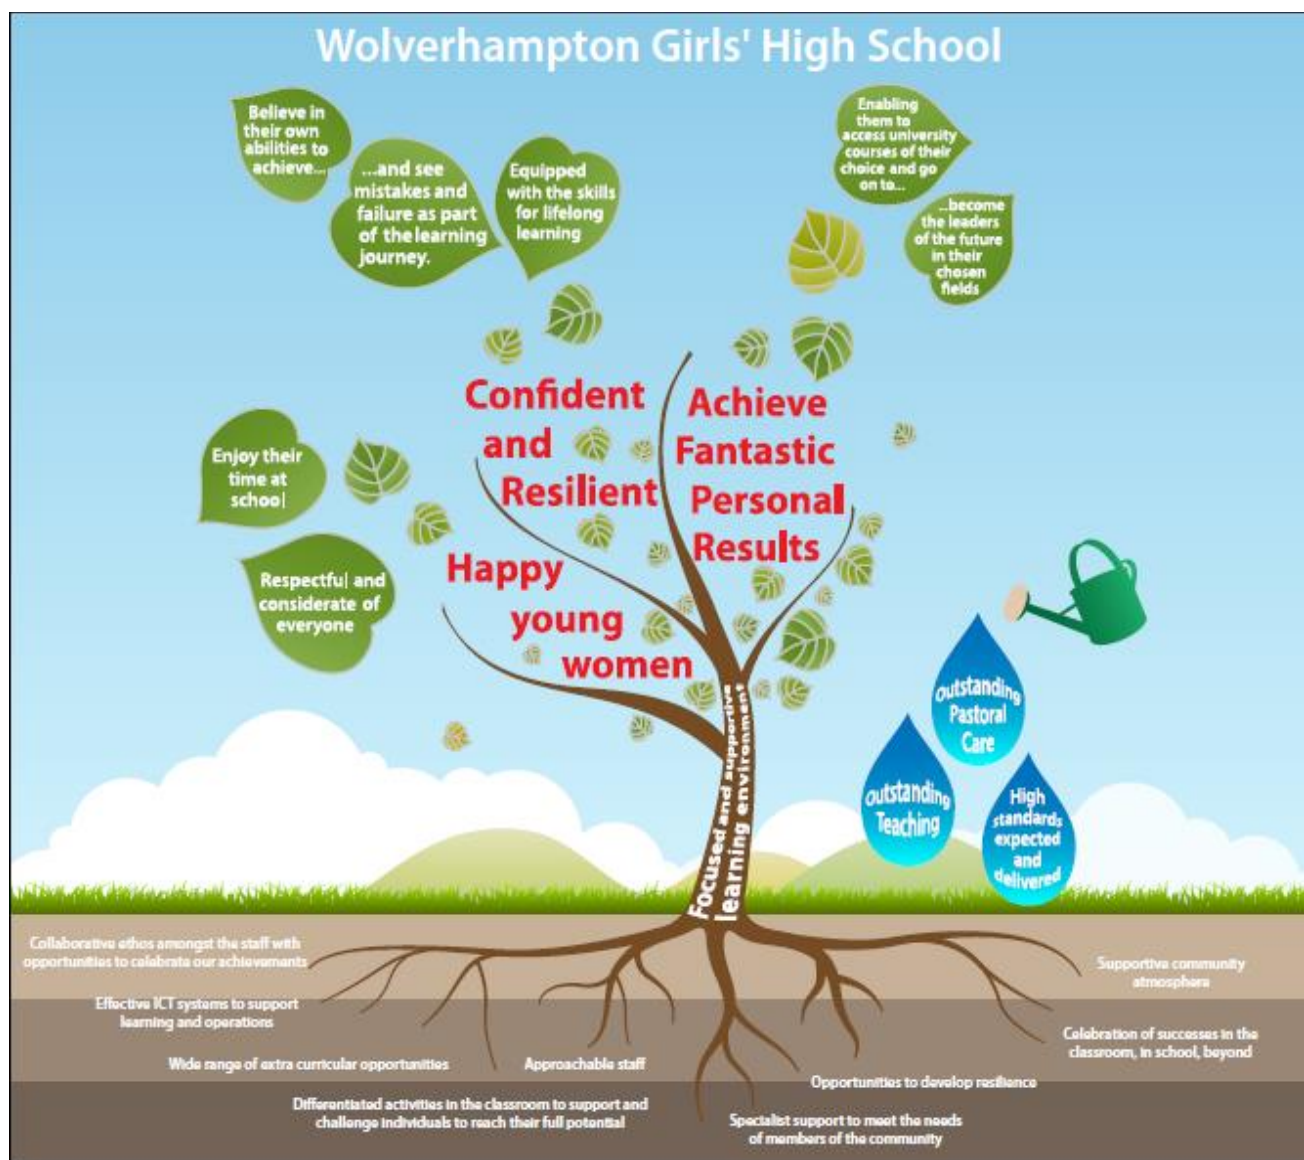 Wolverhampton Girls' High School
Believe in
their own
abilities to
achieve...
...and see
mistakes and
failure as part
of the learning
journey.
Equipped
with the skills
for lifelong
learning
Enabling
them to
access university
courses of their
choice and go
on to...
...become
the leaders
of the future
in their
chosen
fields
Confident
and
Resilient
Achieve
Fantastic
Personal
Results
Enjoy their
time at
school
Respectful and
considerate of
everyone
Happy
young
women
Focused and supportive
learning environment
Outstanding
Pastoral
Care
Outstanding
Teaching
High
standards
expected
and
delivered
Collaborative ethos amongst the staff with
opportunities to celebrate our achievements
Effective ICT systems to support
learning and operations
Wide range of extra curricular opportunities
Approachable staff
Differentiated activities in the classroom to support and
challenge individuals to reach their full potential
Specialist support to meet the needs
of members of the community
Opportunities to develop resilience
Celebration of successes in the
classroom, in school, beyond
Supportive community
atmosphere